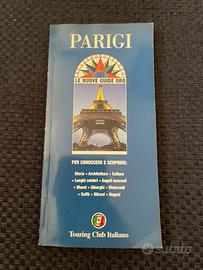 PARIGI
LE NUOVE GUIDE ORO
PER CONOSCERE E SCOPRIRE:
Storia • Architettura • Cultura
• Luoghi celebri • Angoli nascosti
• Musei • Alberghi • Ristoranti
• Caffè • Ritrovi • Negozi
Touring Club Italiano
subito